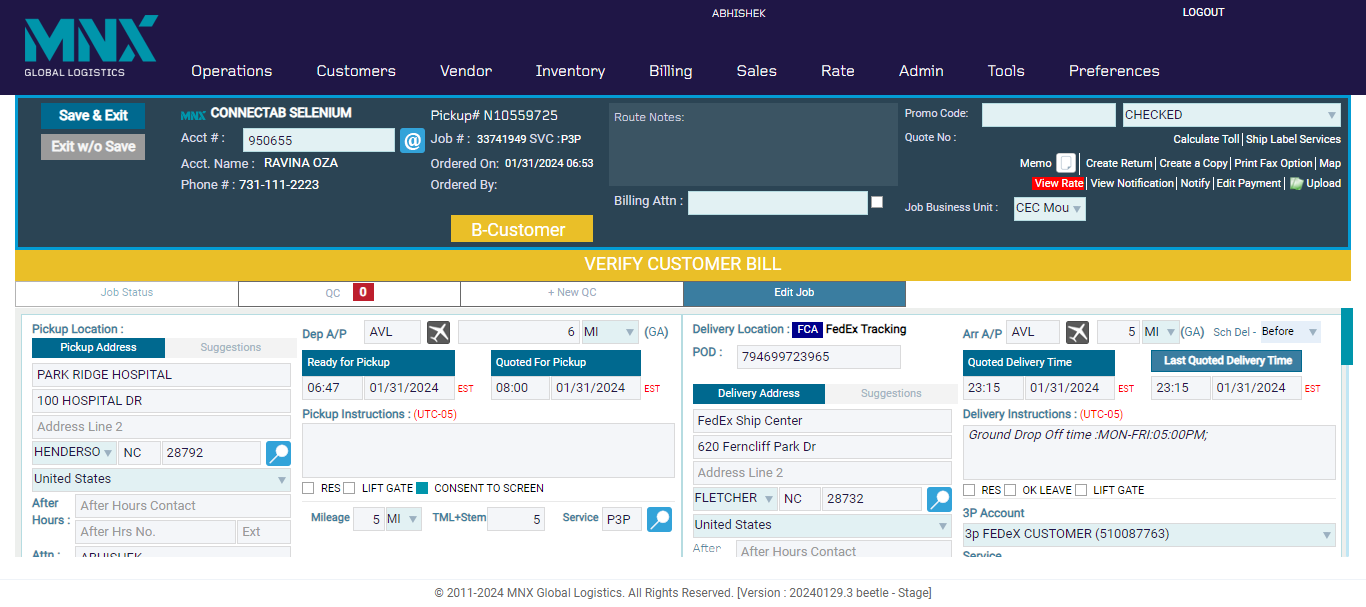 ABHISHEK
LOGOUT
MNX
GLOBAL LOGISTICS
Operations Customers Vendor Inventory Billing Sales Rate Admin Tools Preferences
Save & Exit
Exit w/o Save
MNX CONNECTAB SELENIUM
Acct # : 950655 @
Acct. Name : RAVINA OZA
Phone # : 731-111-2223
Pickup# N10559725
Job # : 33741949 SVC :P3P
Ordered On: 01/31/2024 06:53
Ordered By:
B-Customer
Route Notes:
Billing Attn :
Promo Code: CHECKED
Quote No :
Calculate Toll | Ship Label Services
Memo | Create Return | Create a Copy | Print Fax Option | Map
View Rate | View Notification | Notify | Edit Payment | Upload
Job Business Unit : CEC Mou
VERIFY CUSTOMER BILL
Job Status QC 0 + New QC Edit Job
Pickup Location :
Pickup Address Suggestions
PARK RIDGE HOSPITAL
100 HOSPITAL DR
Address Line 2
HENDERSO NC 28792
United States
After Hours Contact
After
Hours :
After Hrs No. Ext
Attn : ABHISHEK
Dep A/P AVL 6 MI (GA)
Ready for Pickup Quoted For Pickup
06:47 01/31/2024 EST 08:00 01/31/2024 EST
Pickup Instructions : (UTC-05)
RES LIFT GATE CONSENT TO SCREEN
Mileage 5 MI TML+Stem 5 Service P3P
Delivery Location : FCA FedEx Tracking
POD : 794699723965
Delivery Address Suggestions
FedEx Ship Center
620 Ferncliff Park Dr
Address Line 2
FLETCHER NC 28732
United States
After After Hours Contact
Arr A/P AVL 5 MI (GA) Sch Del - Before
Quoted Delivery Time Last Quoted Delivery Time
23:15 01/31/2024 EST 23:15 01/31/2024 EST
Delivery Instructions : (UTC-05)
Ground Drop Off time :MON-FRI:05:00PM;
RES OK LEAVE LIFT GATE
3P Account
3p FEDeX CUSTOMER (510087763)
Service
© 2011-2024 MNX Global Logistics. All Rights Reserved. [Version : 20240129.3 beetle - Stage]